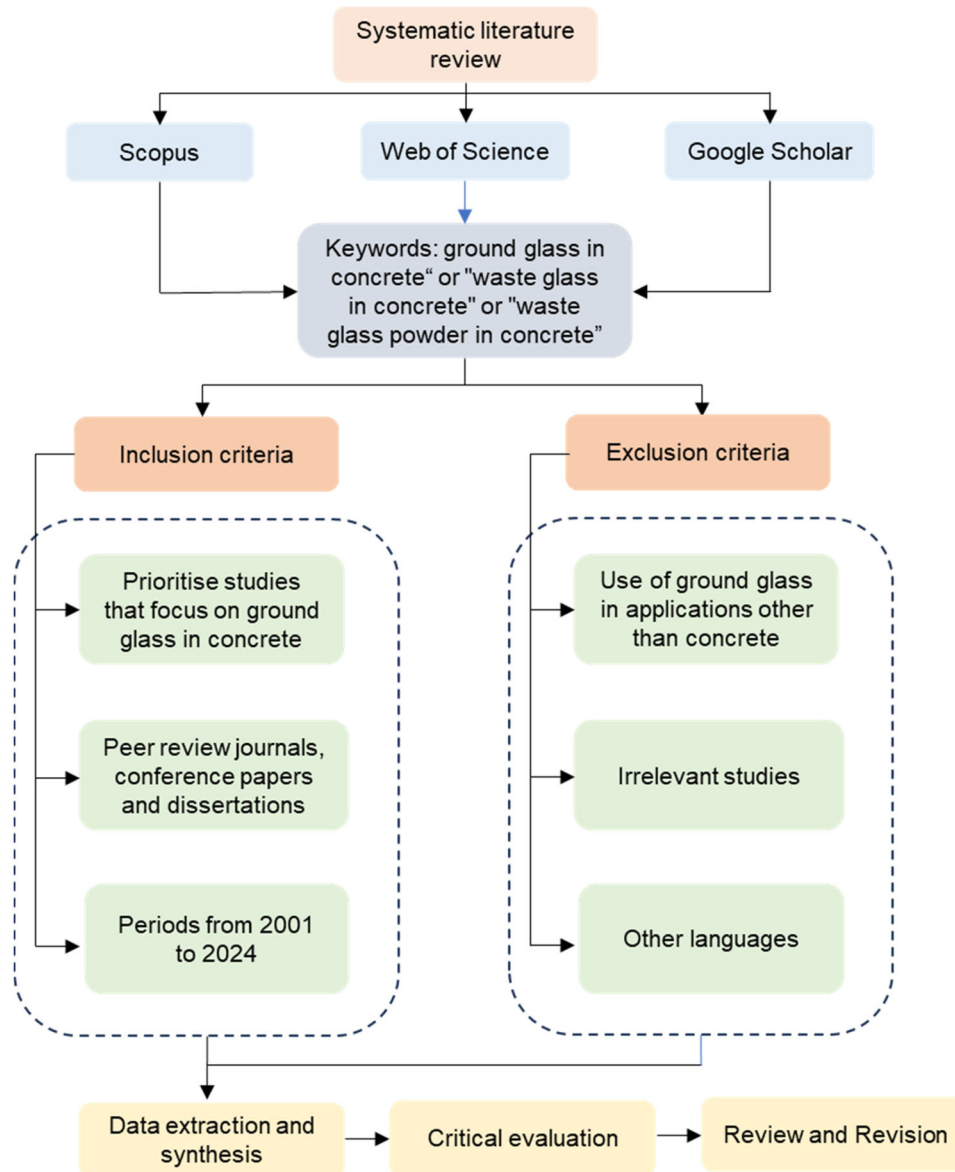 Systematic literature
review
Scopus
Web of Science
Google Scholar
Keywords: ground glass in
concrete“ or "waste glass
in concrete" or "waste
glass powder in concrete”
Inclusion criteria
Exclusion criteria
Prioritise studies
that focus on ground
glass in concrete
Use of ground glass
in applications other
than concrete
Peer review journals,
conference papers
and dissertations
Irrelevant studies
Periods from 2001
to 2024
Other languages
Data extraction and
synthesis
Critical evaluation
Review and Revision